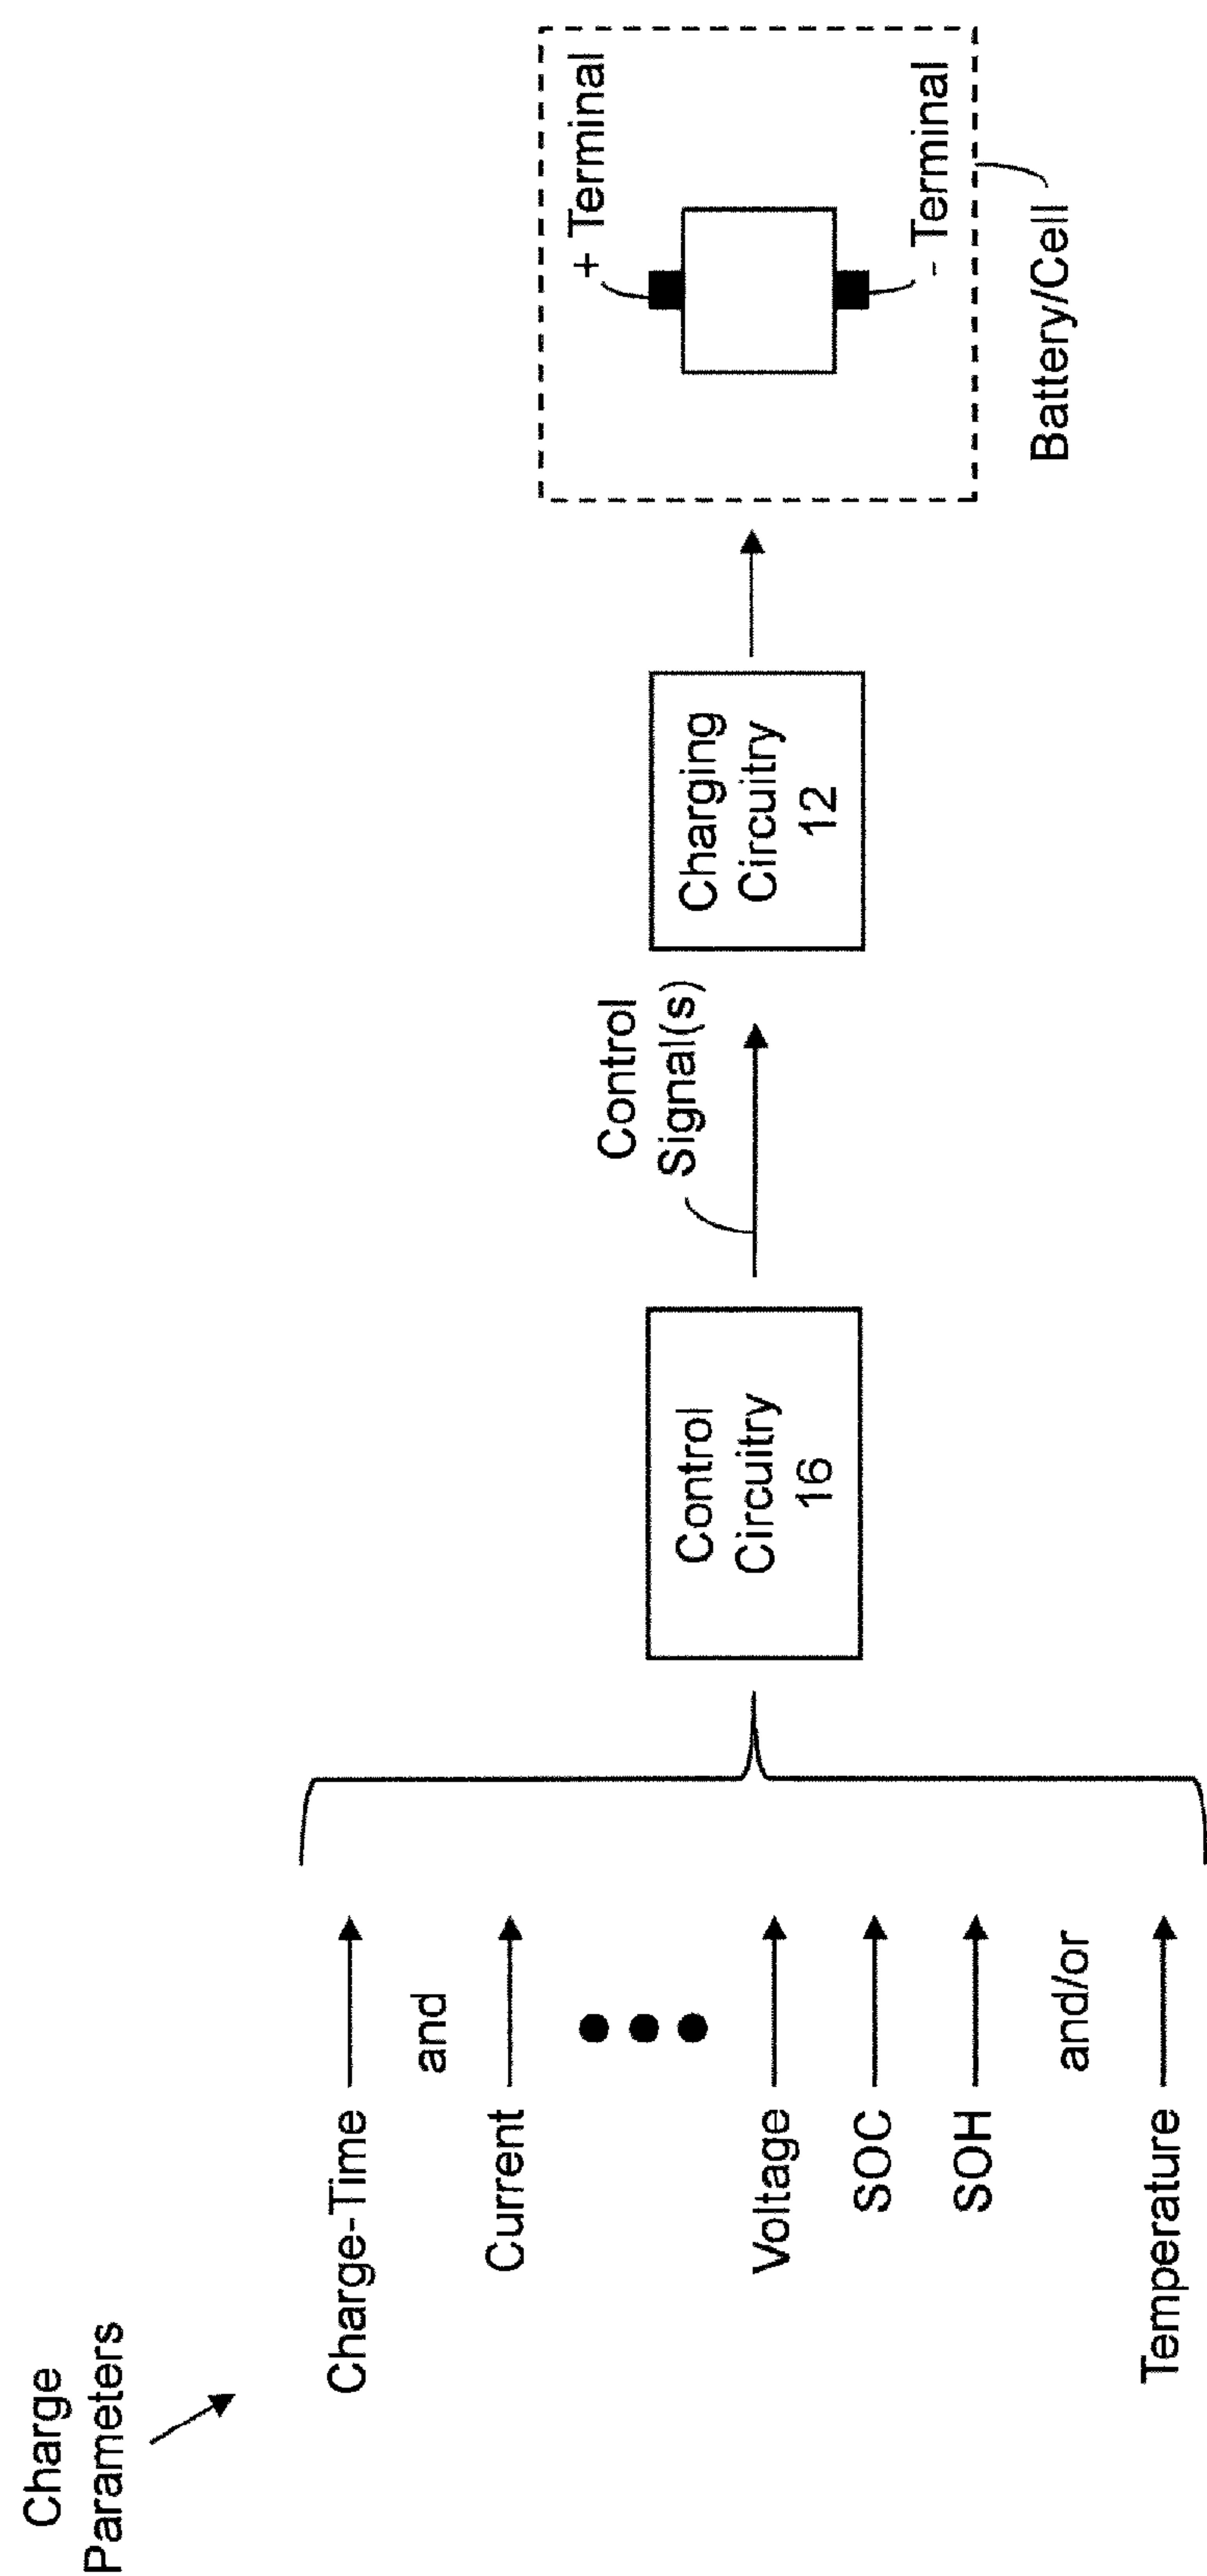 Charge
Parameters
Charge-Time
and
Current
Voltage
SOC
SOH
and/or
Temperature
Control
Circuitry
16
Control
Signal(s)
Charging
Circuitry
12
+ Terminal
- Terminal
Battery/Cell